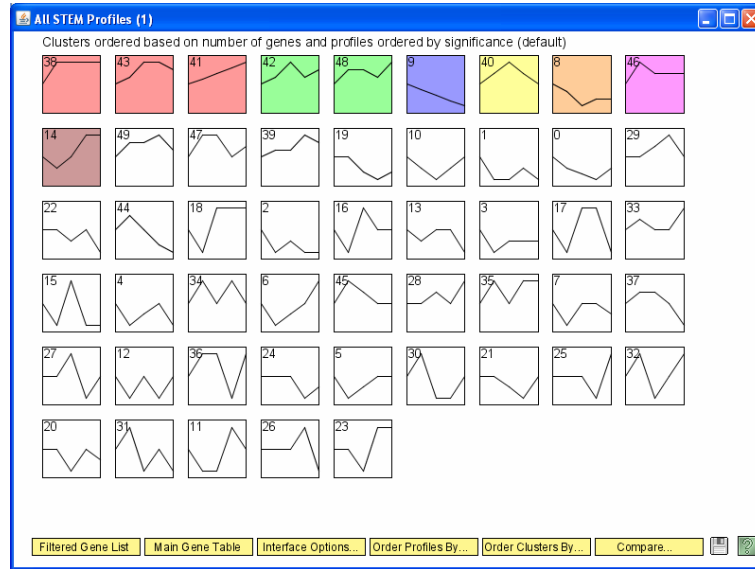 All STEM Profiles (1)
Clusters ordered based on number of genes and profiles ordered by significance (default)
38 43 41 42 48 9 40 8 46
14 49 47 39 19 10 1 0 29
22 44 18 2 16 13 3 17 33
15 4 34 6 45 28 35 7 37
27 12 36 24 5 30 21 25 32
20 31 11 26 23
Filtered Gene List Main Gene Table Interface Options... Order Profiles By... Order Clusters By... Compare... ?